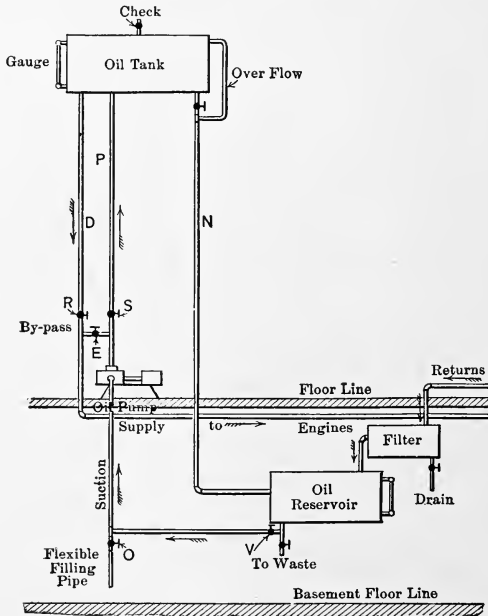 Check
Gauge
Oil Tank
Over Flow
P
D
N
R
S
By-pass
E
Returns
Floor Line
Oil Pump
Supply
to
Engines
Filter
Suction
Oil
Reservoir
Drain
O
V
To Waste
Flexible
Filling
Pipe
Basement Floor Line